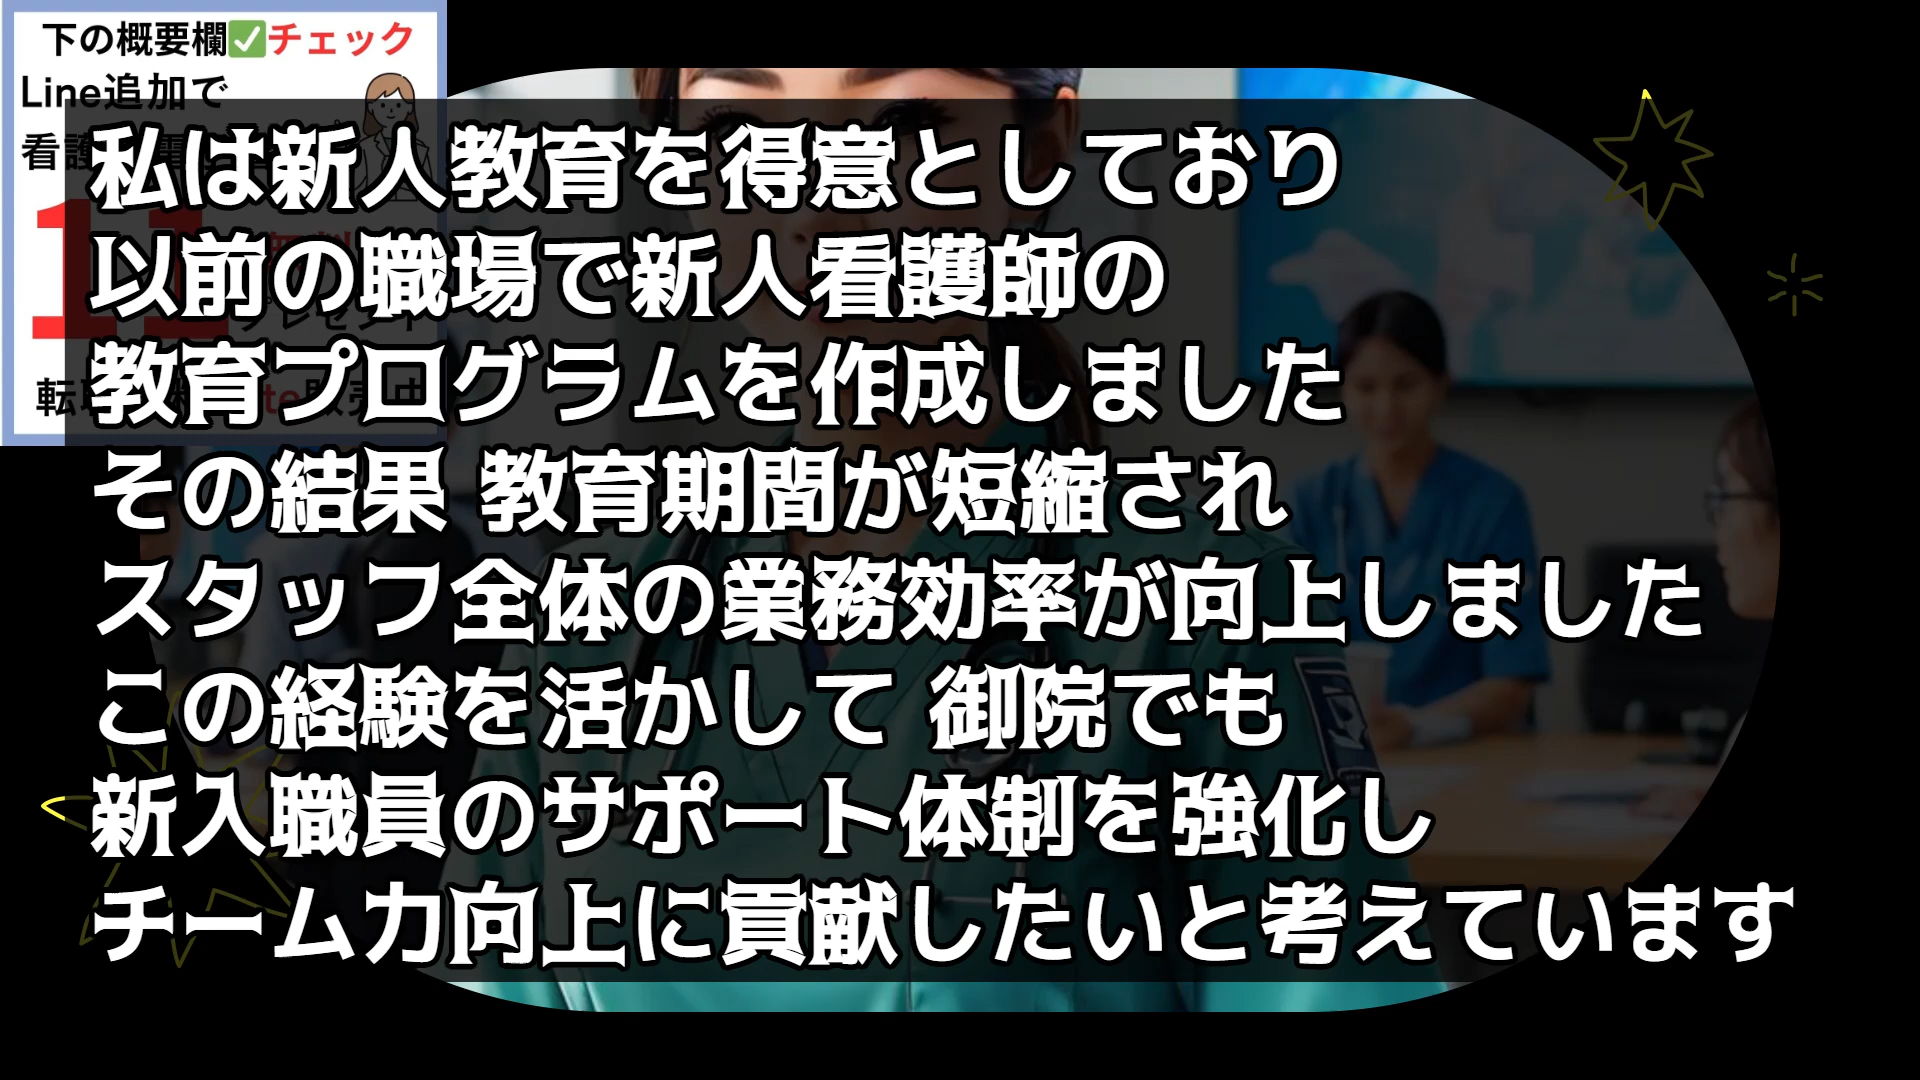 下の概要欄✅チェック
Line追加で
私は新人教育を得意としており
以前の職場で新人看護師の
教育プログラムを作成しました
その結果 教育期間が短縮され
スタッフ全体の業務効率が向上しました
この経験を活かして 御院でも
新入職員のサポート体制を強化し
チーム力向上に貢献したいと考えています